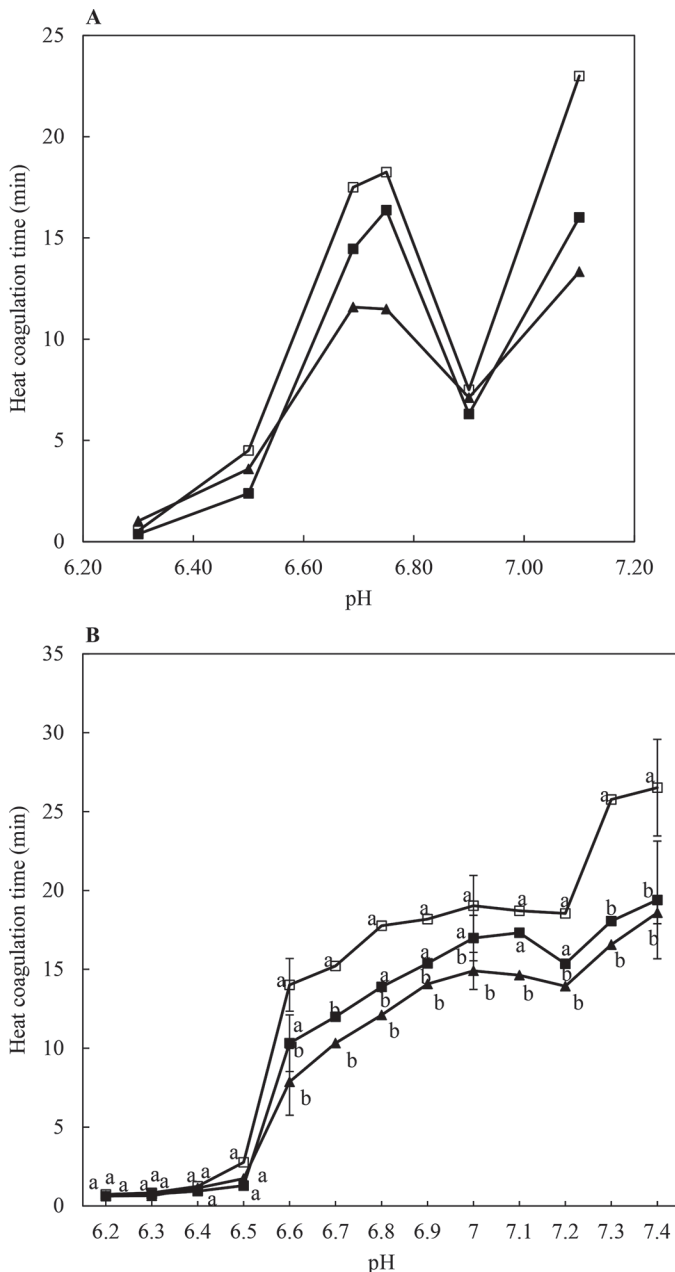 A
25
20
15
10
5
0
Heat coagulation time (min)
6.20 6.40 6.60 6.80 7.00 7.20
pH
B
35
30
25
20
15
10
5
0
Heat coagulation time (min)
a a
b b
b b
a a a a a a
a a b
a a b
b b b
a a b b b b
b b b
b
b
a a a a a a a a
a a a a
a a
6.2 6.3 6.4 6.5 6.6 6.7 6.8 6.9 7 7.1 7.2 7.3 7.4
pH